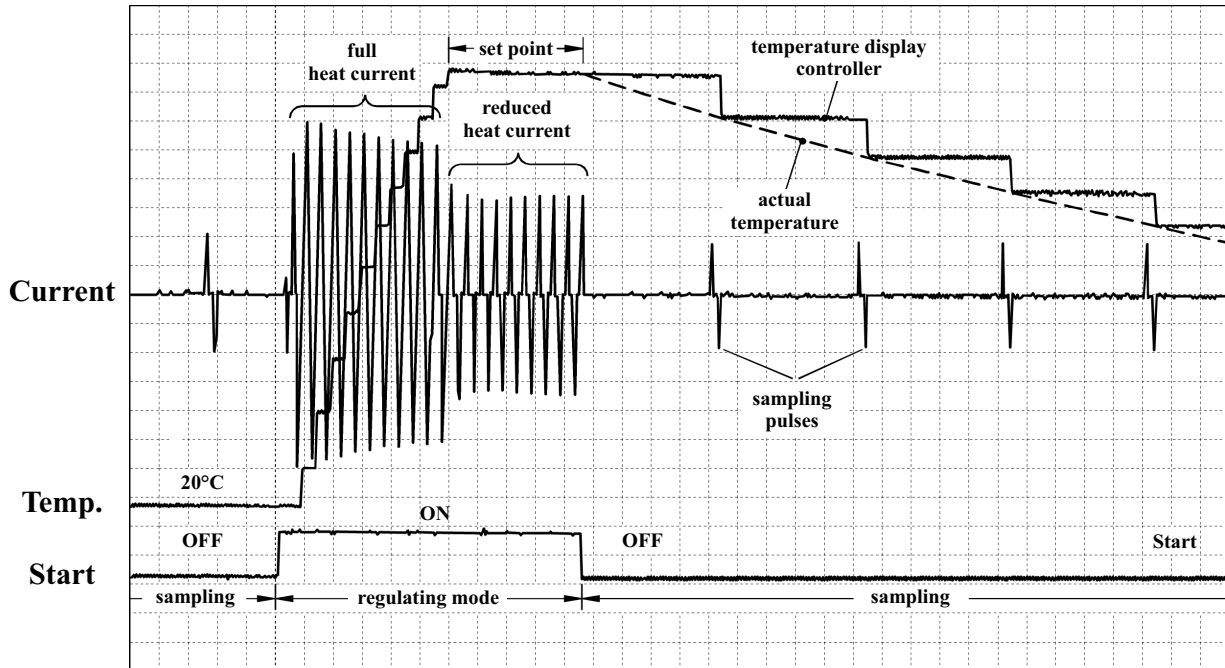 full
heat current
set point
temperature display
controller
reduced
heat current
actual
temperature
Current
sampling
pulses
20°C
Temp.
ON
OFF
OFF
Start
Start
sampling
regulating mode
sampling